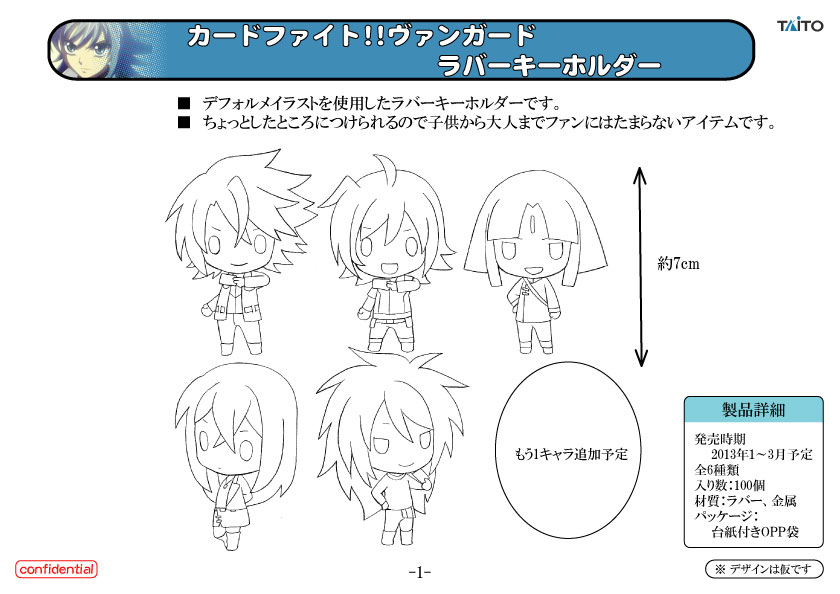 カードファイト!!ヴァンガード
ラバーキーホルダー
TAITO
■ デフォルメイラストを使用したラバーキーホルダーです。
■ ちょっとしたところにつけられるので子供から大人までファンにはたまらないアイテムです。
約7cm
もう1キャラ追加予定
製品詳細
発売時期
2013年1～3月予定
全6種類
入り数：100個
材質：ラバー、金属
パッケージ：
台紙付きOPP袋
confidential
-1-
※ デザインは仮です